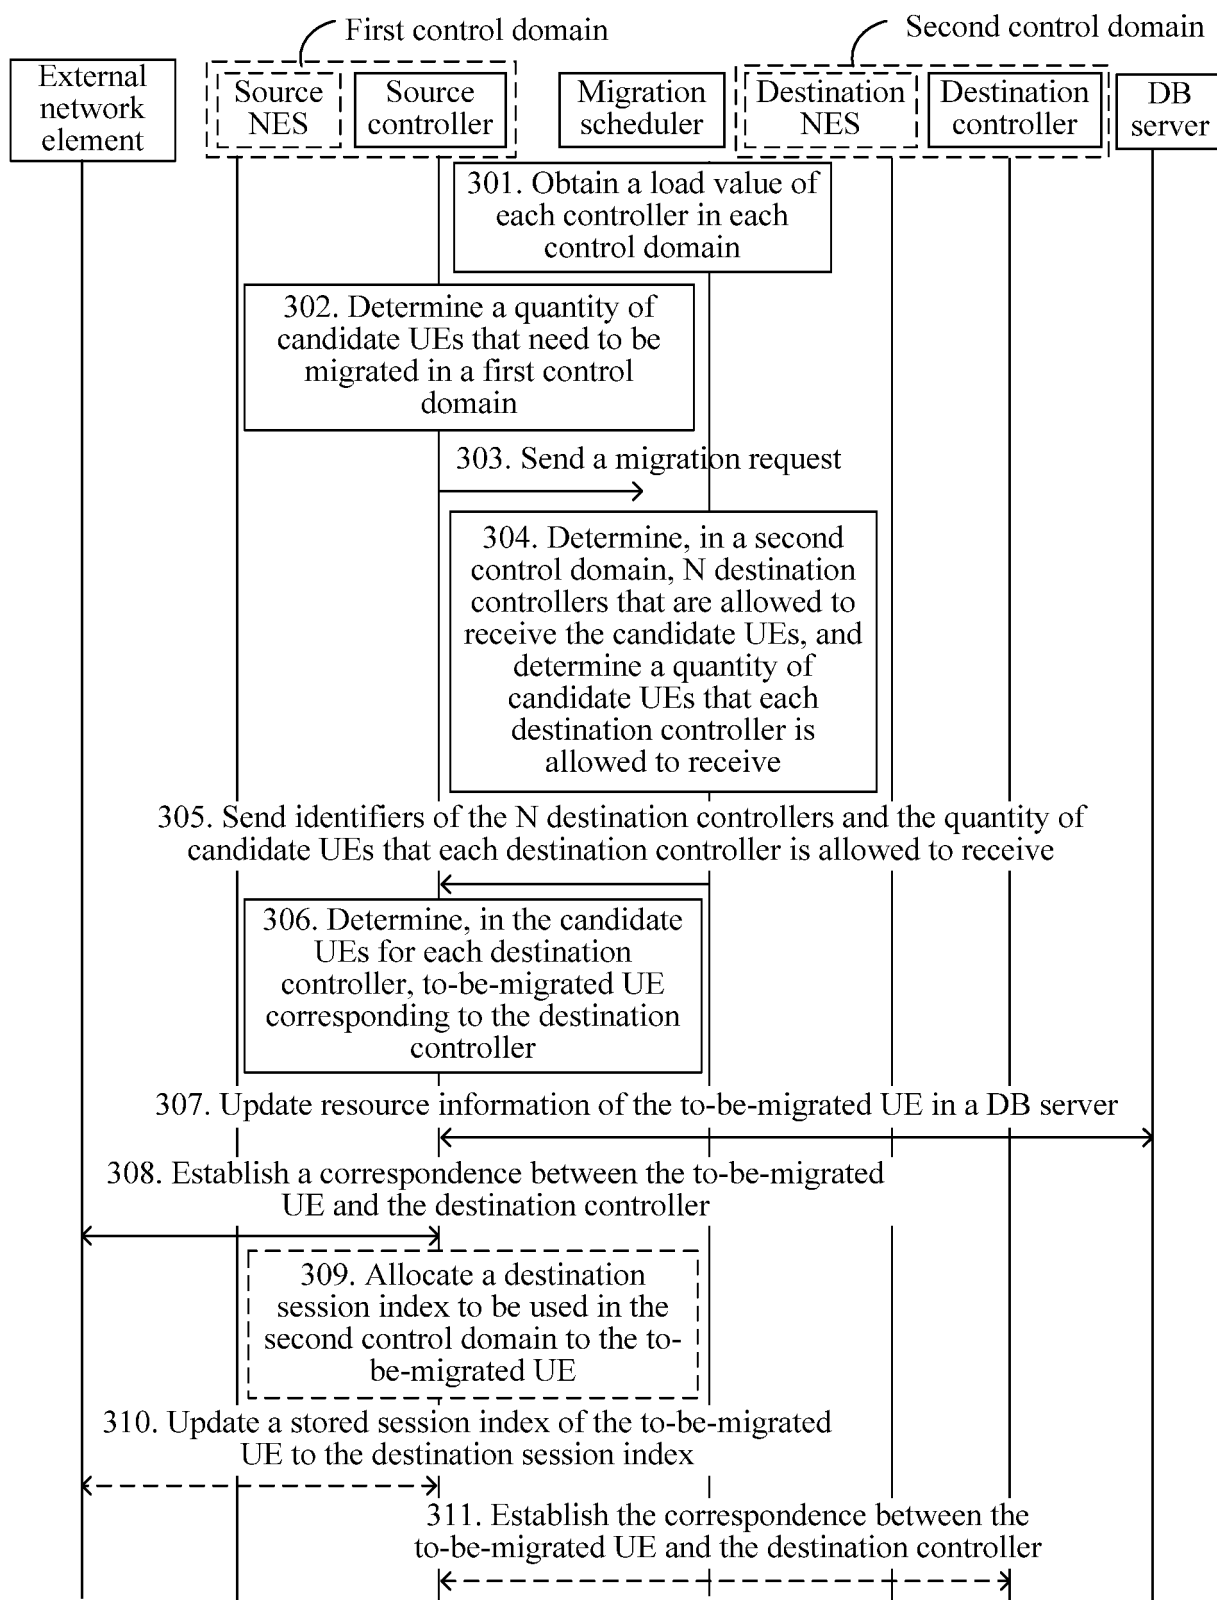 First control domain
Second control domain
External
network
element
Source
NES
Source
controller
Migration
scheduler
Destination
NES
Destination
controller
DB
server
301. Obtain a load value of
each controller in each
control domain
302. Determine a quantity of
candidate UEs that need to be
migrated in a first control
domain
303. Send a migration request
304. Determine, in a second
control domain, N destination
controllers that are allowed to
receive the candidate UEs, and
determine a quantity of
candidate UEs that each
destination controller is
allowed to receive
305. Send identifiers of the N destination controllers and the quantity of
candidate UEs that each destination controller is allowed to receive
306. Determine, in the candidate
UEs for each destination
controller, to-be-migrated UE
corresponding to the destination
controller
307. Update resource information of the to-be-migrated UE in a DB server
308. Establish a correspondence between the to-be-migrated
UE and the destination controller
309. Allocate a destination
session index to be used in the
second control domain to the to-
be-migrated UE
310. Update a stored session index of the to-be-migrated
UE to the destination session index
311. Establish the correspondence between the
to-be-migrated UE and the destination controller